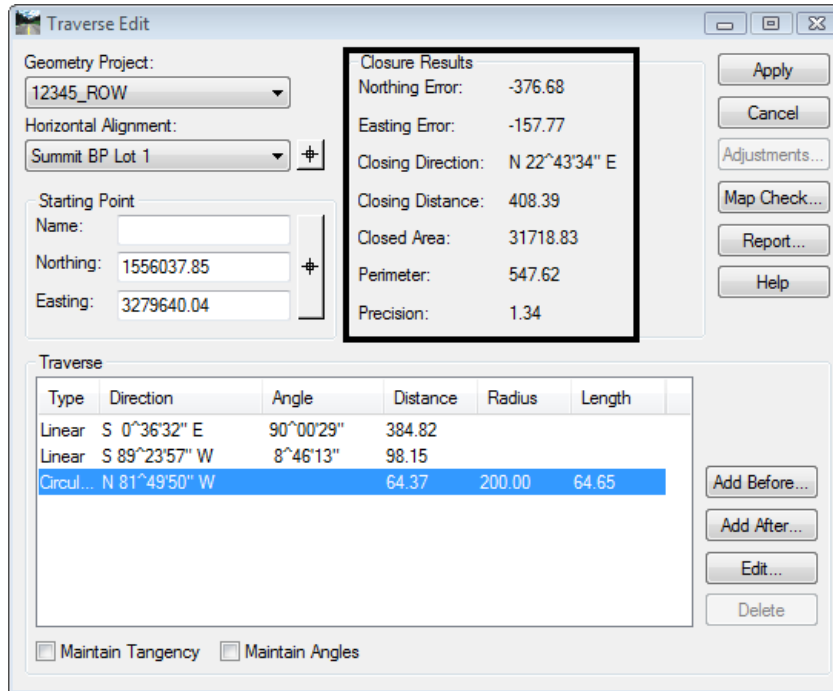 Traverse Edit
Geometry Project:
12345_ROW
Horizontal Alignment:
Summit BP Lot 1
Starting Point
Name:
Northing: 1556037.85
Easting: 3279640.04
Closure Results
Northing Error: -376.68
Easting Error: -157.77
Closing Direction: N 22^43'34" E
Closing Distance: 408.39
Closed Area: 31718.83
Perimeter: 547.62
Precision: 1.34
Apply
Cancel
Adjustments...
Map Check...
Report...
Help
Traverse
Type Direction Angle Distance Radius Length
Linear S 0^36'32" E 90^00'29" 384.82
Linear S 89^23'57" W 8^46'13" 98.15
Circul... N 81^49'50" W 64.37 200.00 64.65
Add Before...
Add After...
Edit...
Delete
Maintain Tangency Maintain Angles